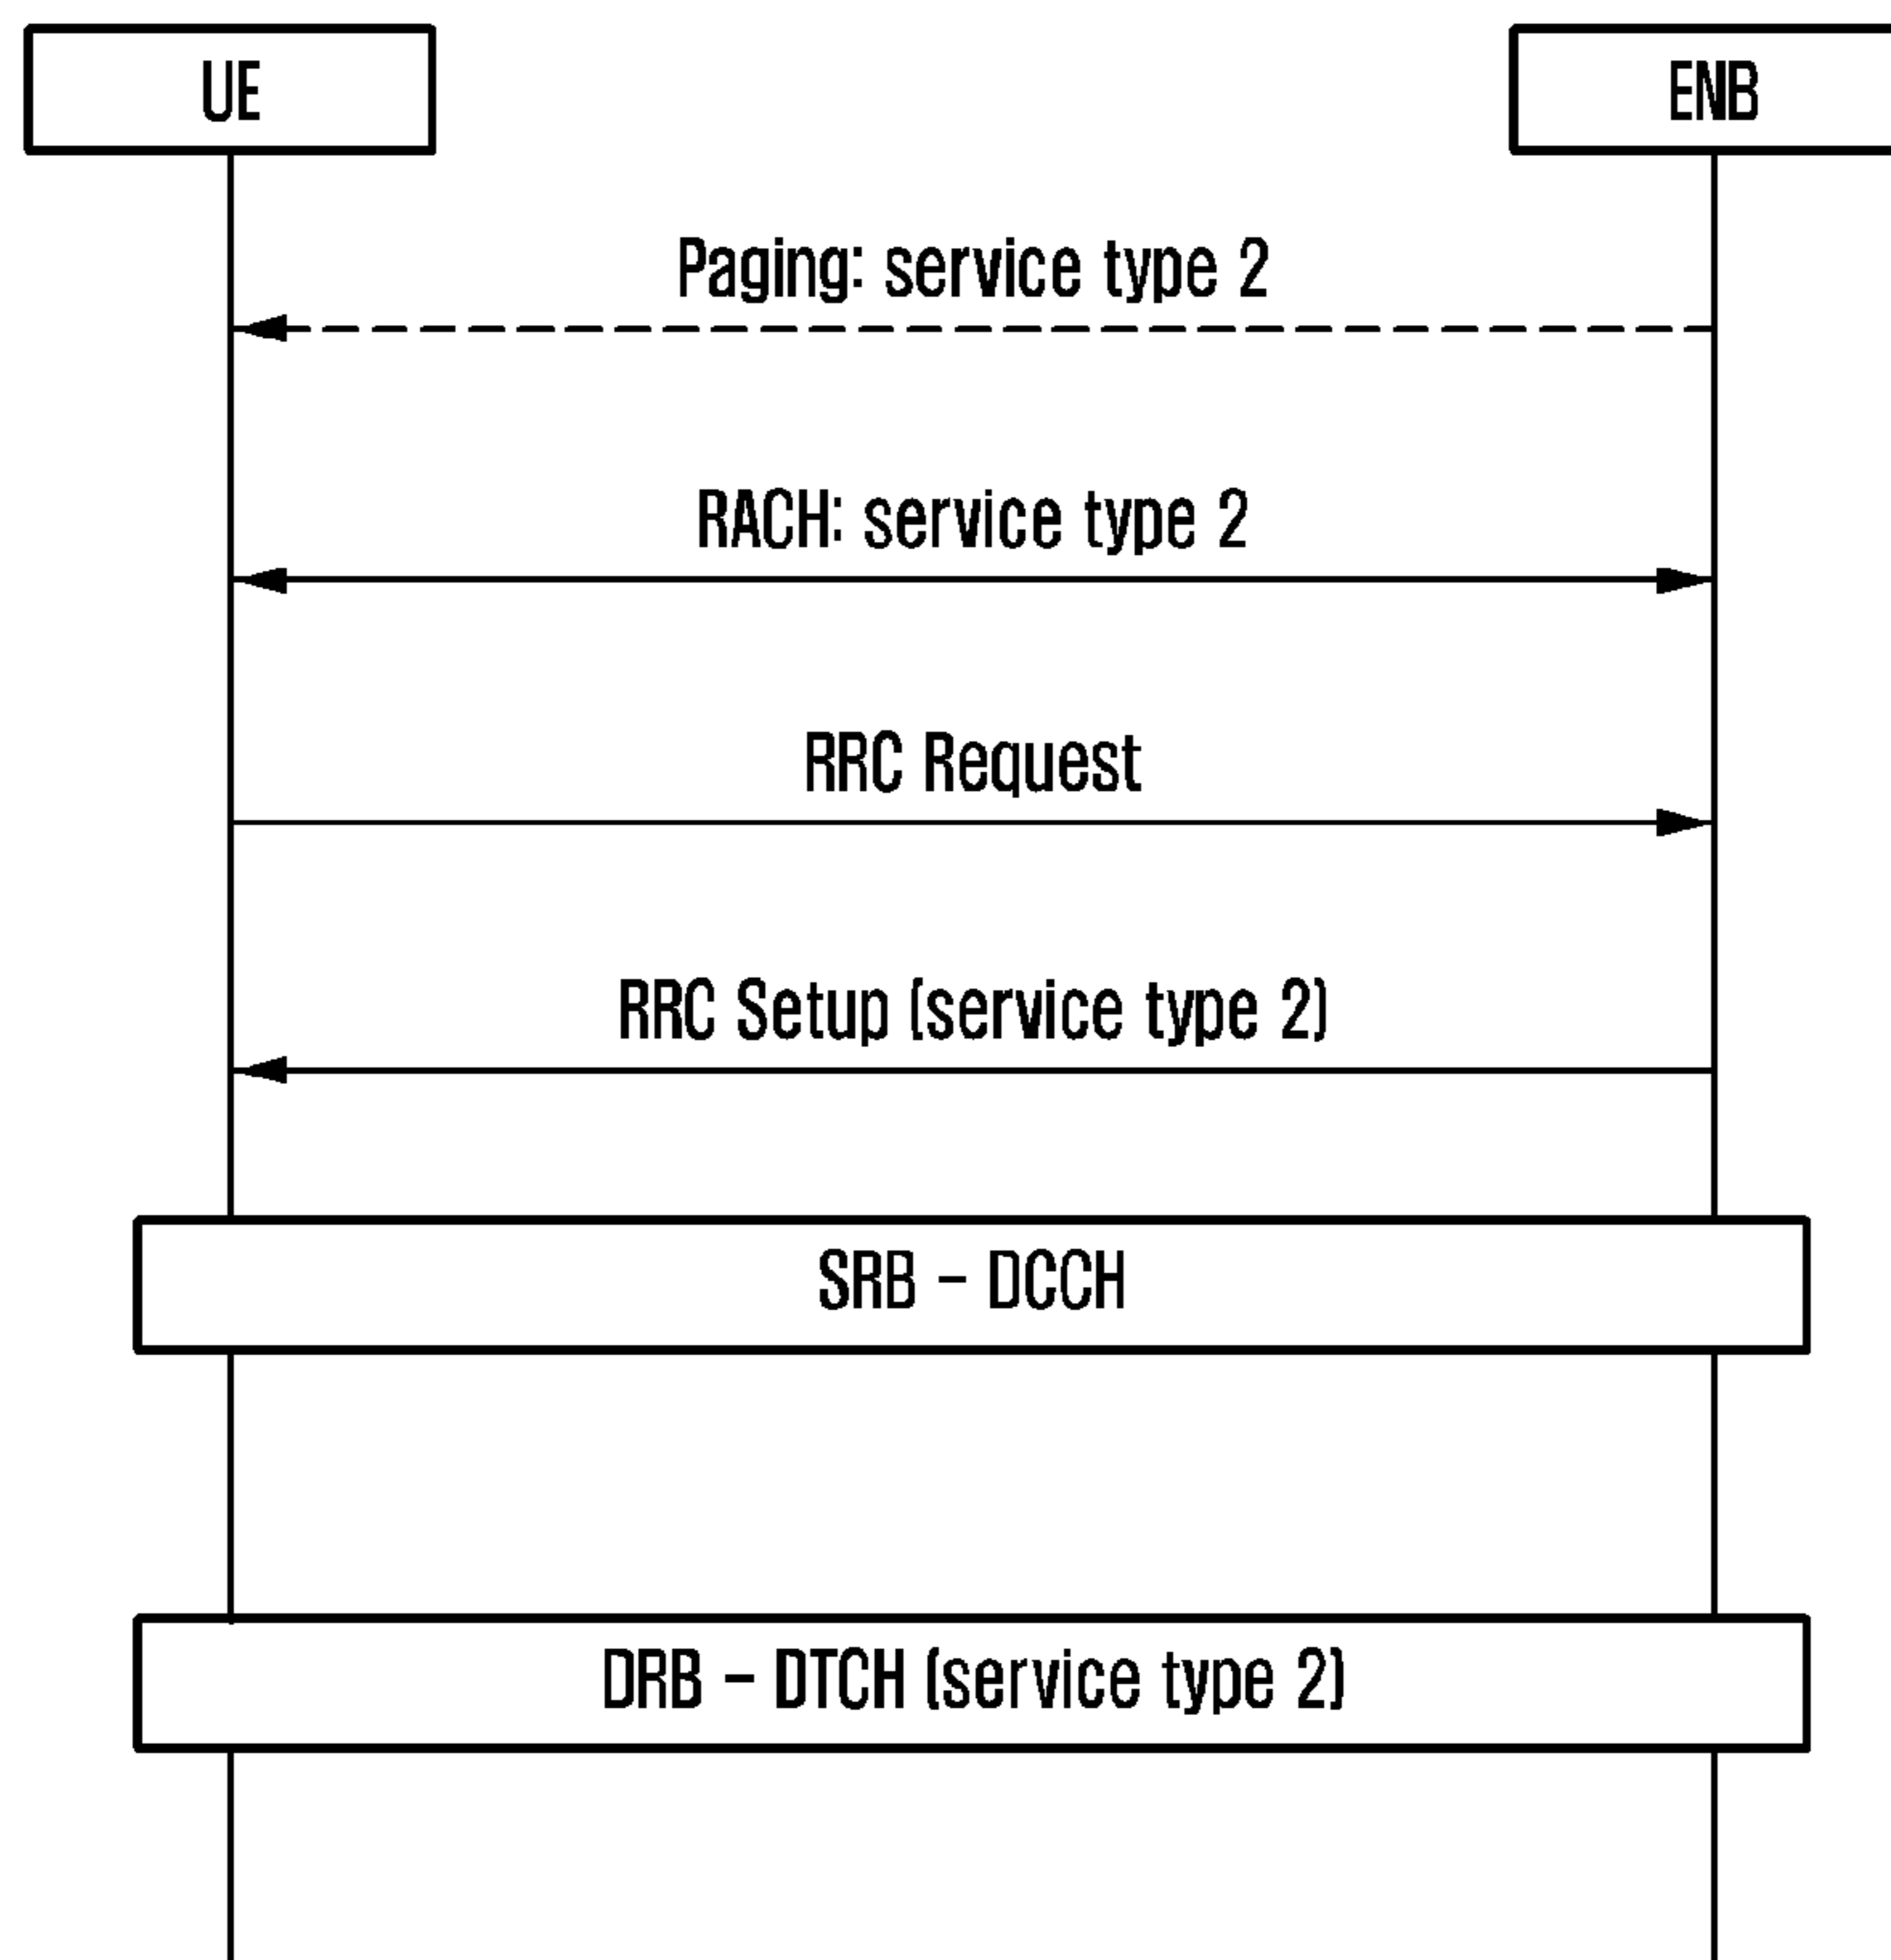 UE
ENB
Paging: service type 2
RACH: service type 2
RRC Request
RRC Setup (service type 2)
SRB – DCCH
DRB – DTCH (service type 2)